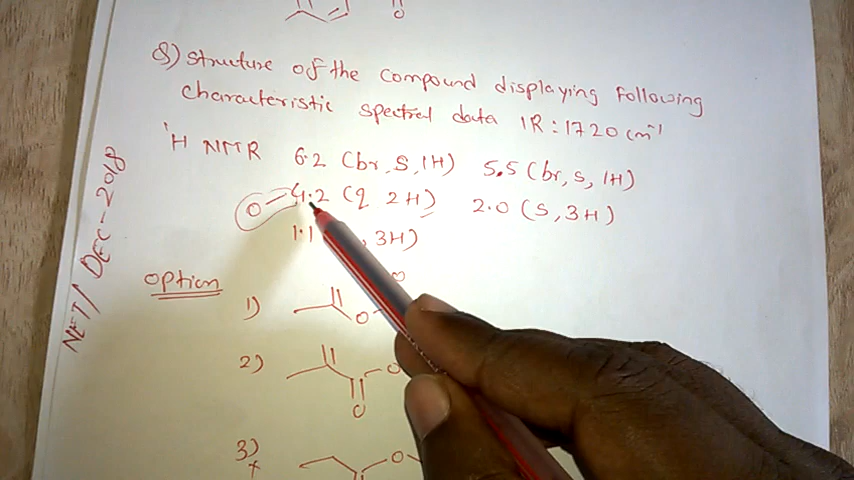 Q) structure of the compound displaying following
characteristic spectral data IR : 1720 cm⁻¹
¹H NMR 6.2 (br, s, 1H) 5.5 (br, s, 1H)
O- 4.2 (q 2H) 2.0 (s, 3H)
1.1 , 3H)
NET/ DEC-2018
option
1) O O
2) O O
3) O
x